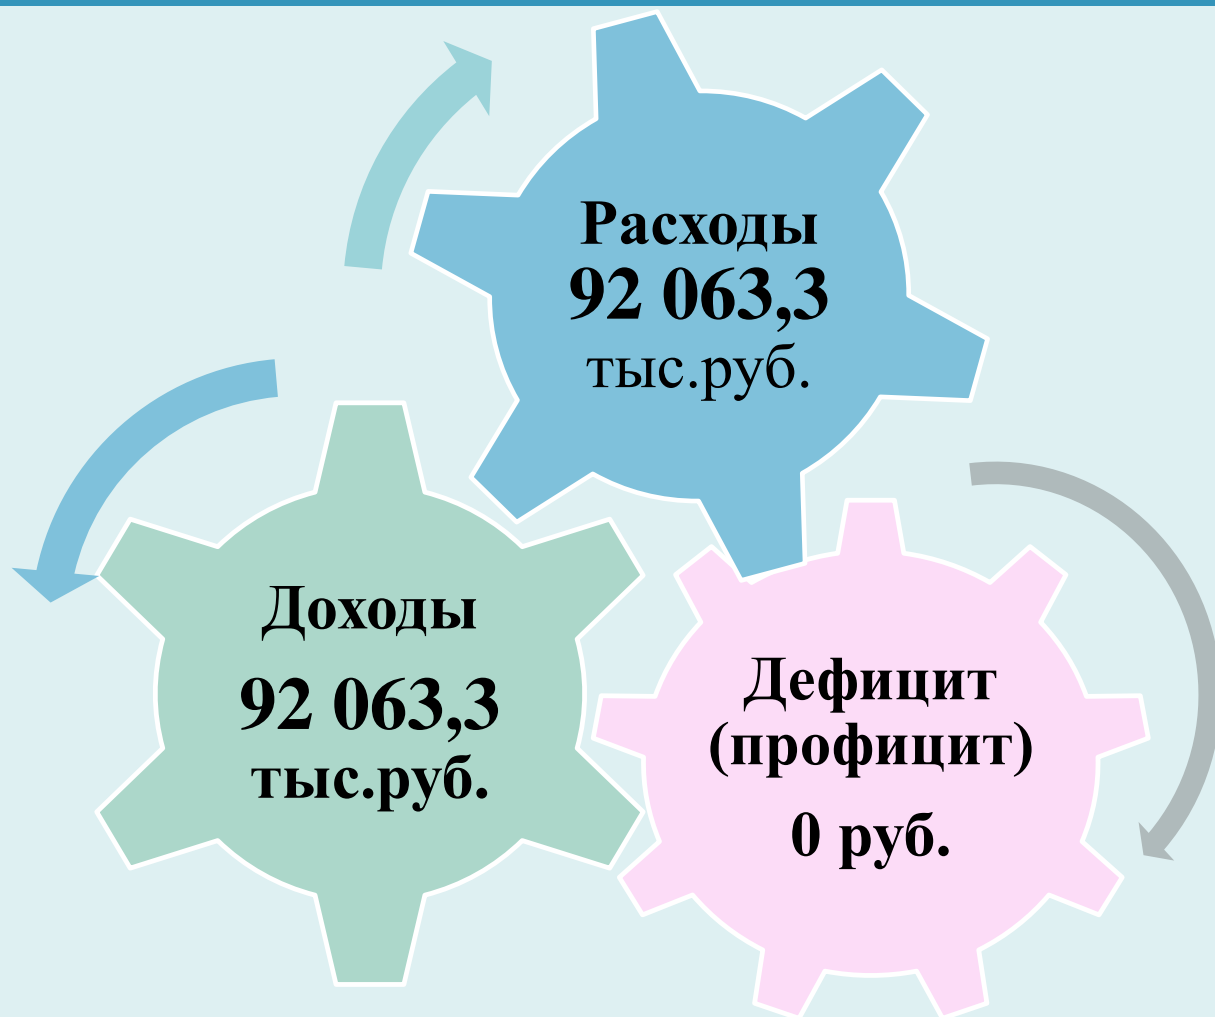 Расходы
92 063,3
тыс.руб.
Доходы
92 063,3
тыс.руб.
Дефицит
(профицит)
0 руб.